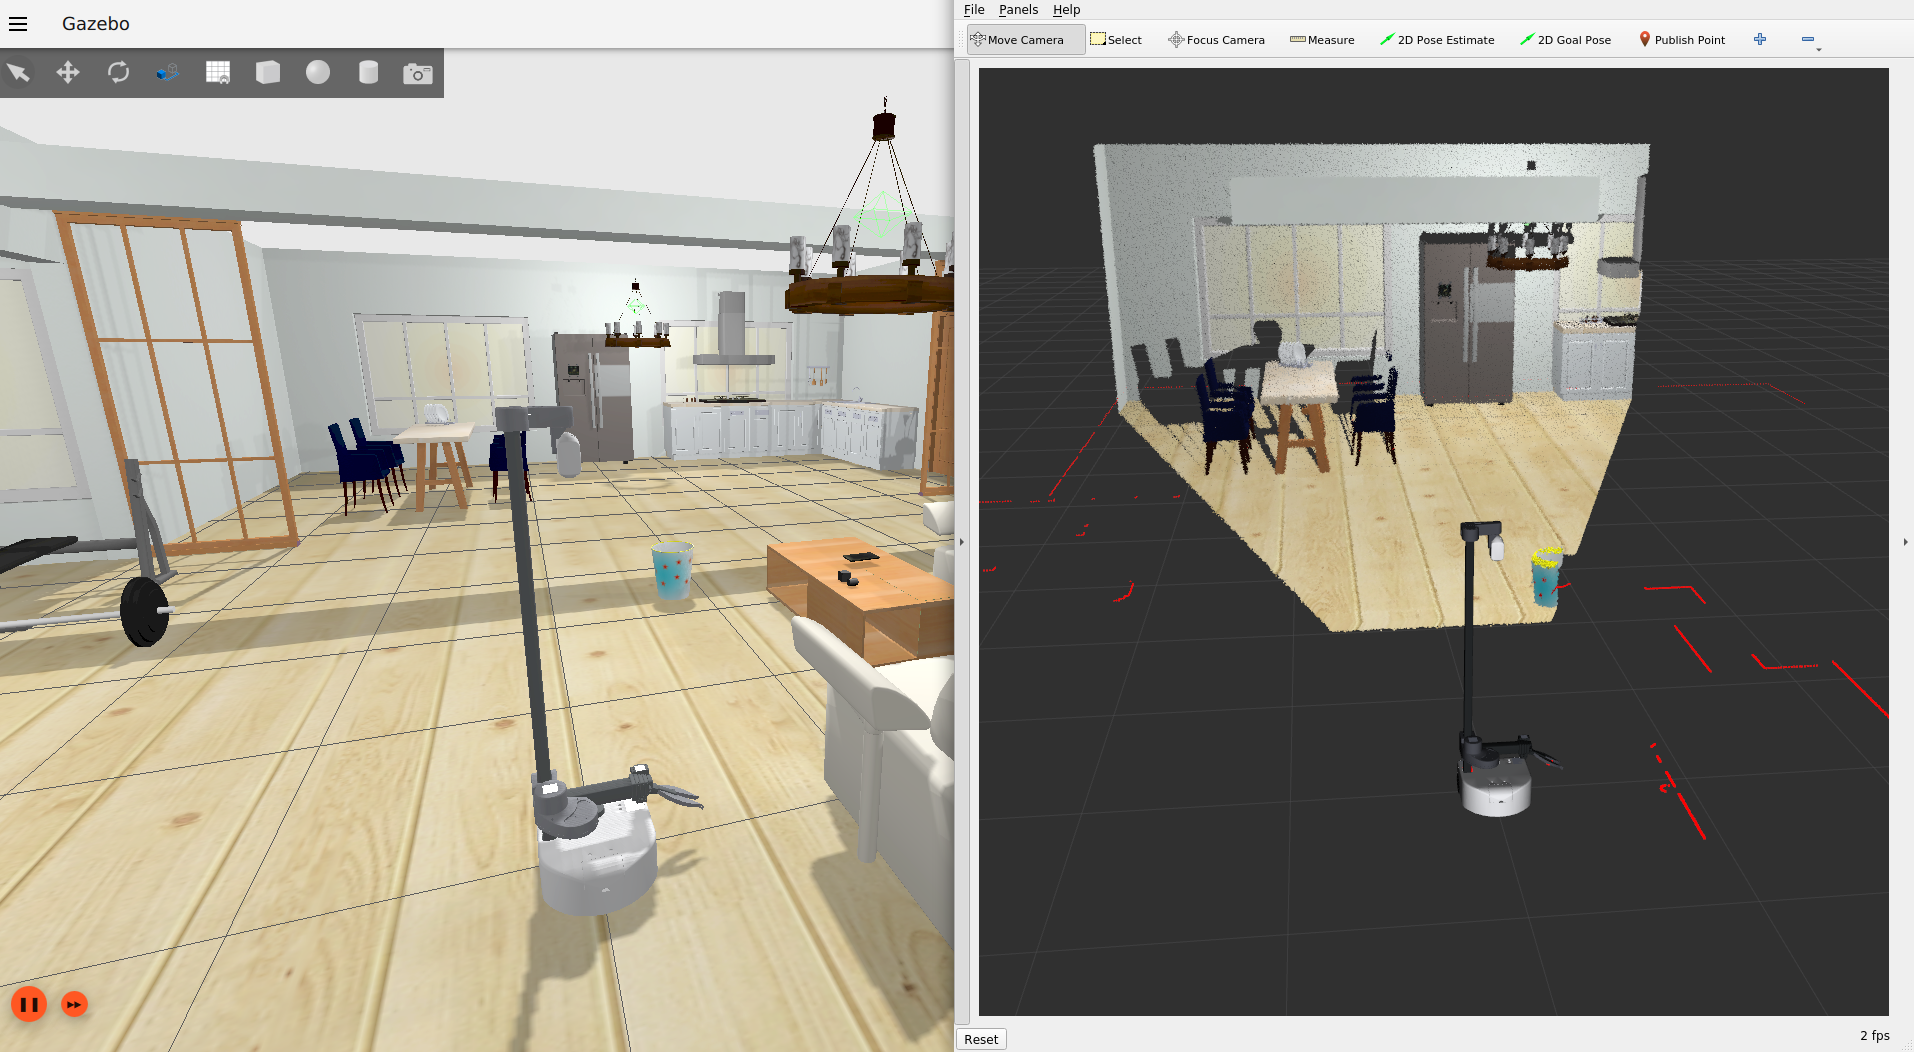 Gazebo
File Panels Help
Move Camera Select Focus Camera Measure 2D Pose Estimate 2D Goal Pose Publish Point
Reset
2 fps